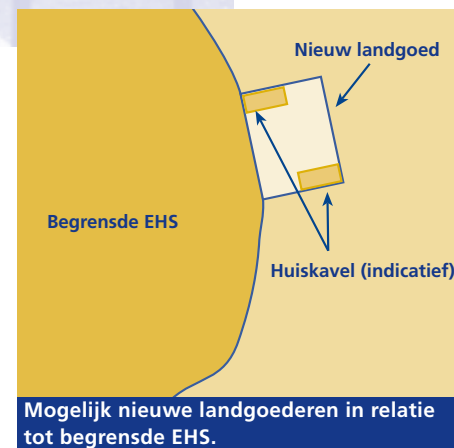 Nieuw landgoed
Begrensde EHS
Huiskavel (indicatief)
Mogelijk nieuwe landgoederen in relatie
tot begrensde EHS.